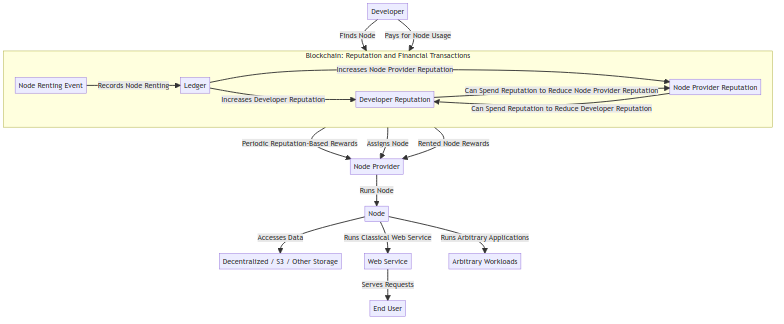 Developer
Finds Node
Pays for Node Usage
Blockchain: Reputation and Financial Transactions
Increases Node Provider Reputation
Node Renting Event
Records Node Renting
Ledger
Node Provider Reputation
Can Spend Reputation to Reduce Node Provider Reputation
Increases Developer Reputation
Developer Reputation
Can Spend Reputation to Reduce Developer Reputation
Periodic Reputation-Based Rewards
Assigns Node
Rented Node Rewards
Node Provider
Runs Node
Node
Accesses Data
Runs Classical Web Service
Runs Arbitrary Applications
Decentralized / S3 / Other Storage
Web Service
Arbitrary Workloads
Serves Requests
End User